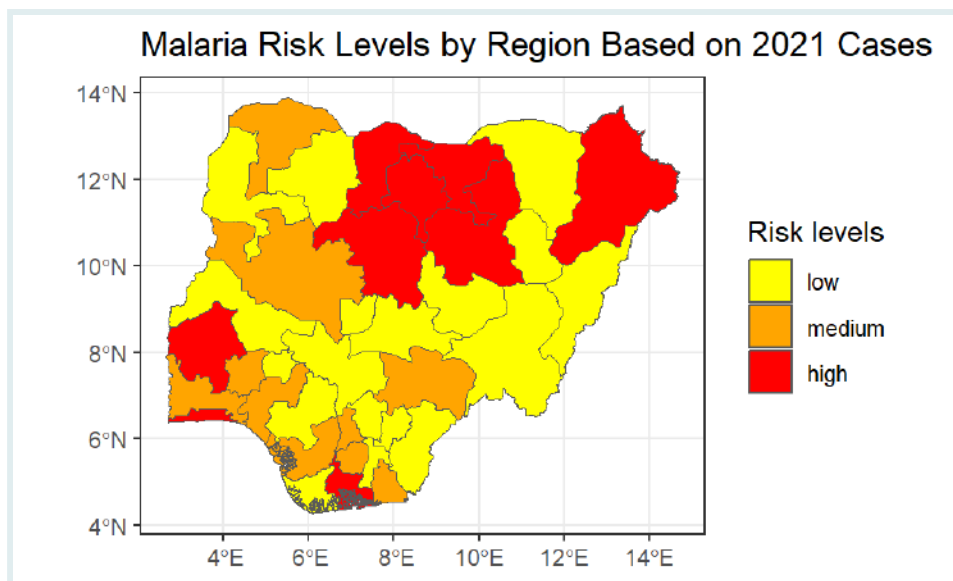 Malaria Risk Levels by Region Based on 2021 Cases
14°N
12°N
10°N
8°N
6°N
4°N
4°E 6°E 8°E 10°E 12°E 14°E
Risk levels
low
medium
high